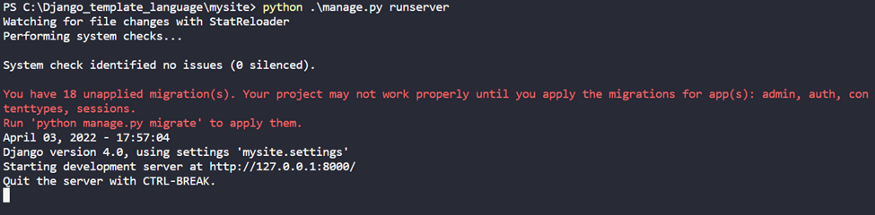 PS C:\Django_template_language\mysite> python .\manage.py runserver
Watching for file changes with StatReloader
Performing system checks...
System check identified no issues (0 silenced).
You have 18 unapplied migration(s). Your project may not work properly until you apply the migrations for app(s): admin, auth, con
tenttypes, sessions.
Run 'python manage.py migrate' to apply them.
April 03, 2022 - 17:57:04
Django version 4.0, using settings 'mysite.settings'
Starting development server at http://127.0.0.1:8000/
Quit the server with CTRL-BREAK.